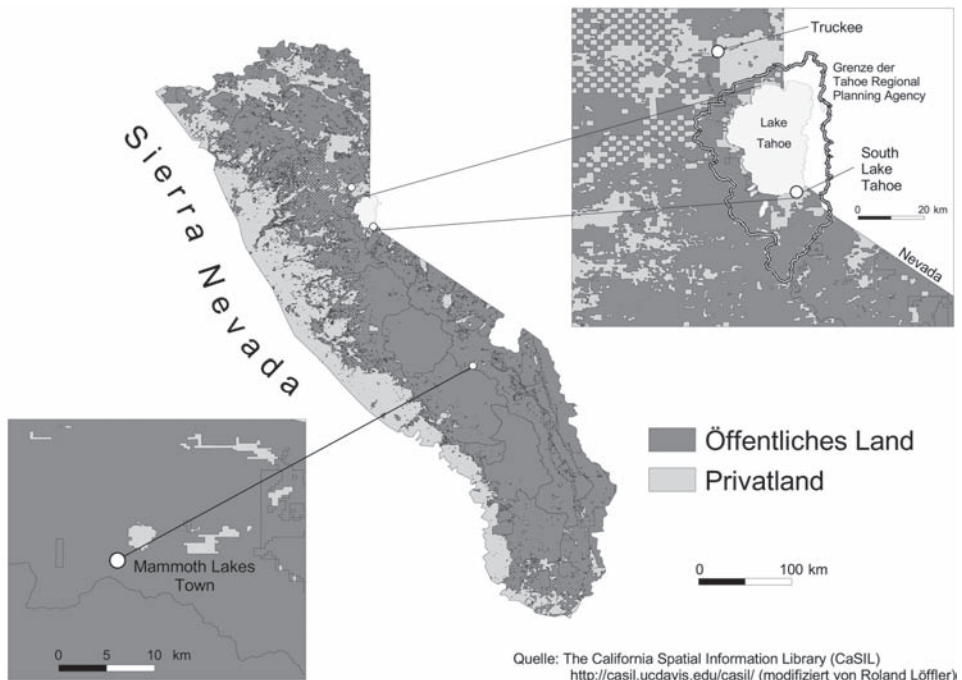 Truckee
Grenze der
Tahoe Regional
Planning Agency
Lake
Tahoe
South
Lake
Tahoe
0 20 km
Nevada
Sierra Nevada
Öffentliches Land
Privatland
0 100 km
Mammoth Lakes
Town
0 5 10 km
Quelle: The California Spatial Information Library (CaSIL)
http://casil.ucdavis.edu/casil/ (modifiziert von Roland Löffler)